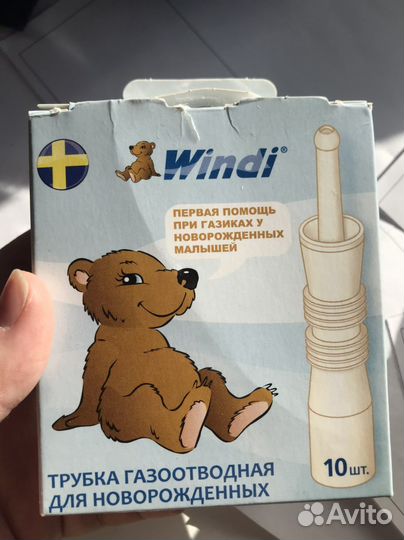 Windi®
ПЕРВАЯ ПОМОЩЬ
ПРИ ГАЗИКАХ У
НОВОРОЖДЕННЫХ
МАЛЫШЕЙ
10 шт.
ТРУБКА ГАЗООТВОДНАЯ
ДЛЯ НОВОРОЖДЕННЫХ
Avito